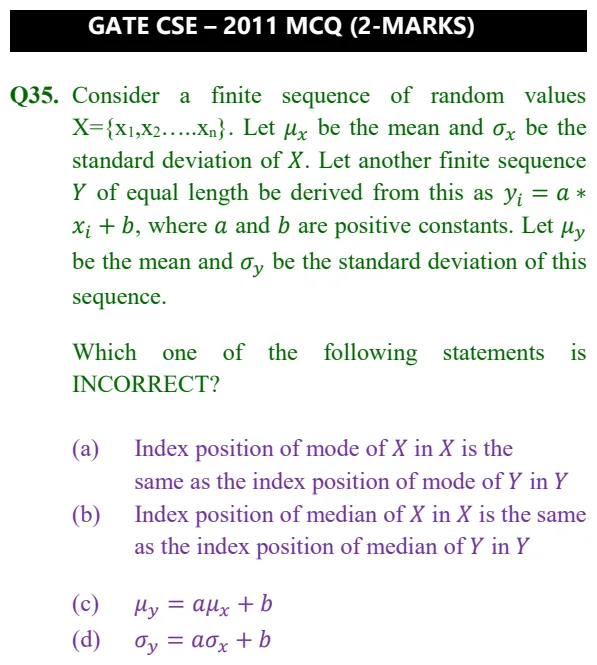 GATE CSE – 2011 MCQ (2-MARKS)
Q35. Consider a finite sequence of random values
X={x₁,x₂…..xₙ}. Let μₓ be the mean and σₓ be the
standard deviation of X. Let another finite sequence
Y of equal length be derived from this as yᵢ = a ∗
xᵢ + b, where a and b are positive constants. Let μ_y
be the mean and σ_y be the standard deviation of this
sequence.
Which one of the following statements is
INCORRECT?
(a) Index position of mode of X in X is the
same as the index position of mode of Y in Y
(b) Index position of median of X in X is the same
as the index position of median of Y in Y
(c) μ_y = aμₓ + b
(d) σ_y = aσₓ + b